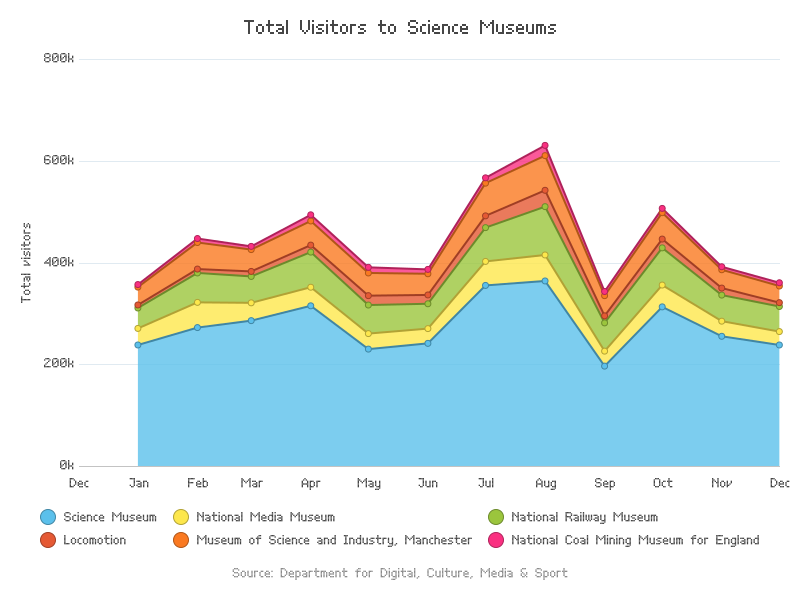 Total Visitors to Science Museums
800k
600k
400k
200k
0k
Total visitors
Dec Jan Feb Mar Apr May Jun Jul Aug Sep Oct Nov Dec
Science Museum National Media Museum National Railway Museum
Locomotion Museum of Science and Industry, Manchester National Coal Mining Museum for England
Source: Department for Digital, Culture, Media & Sport